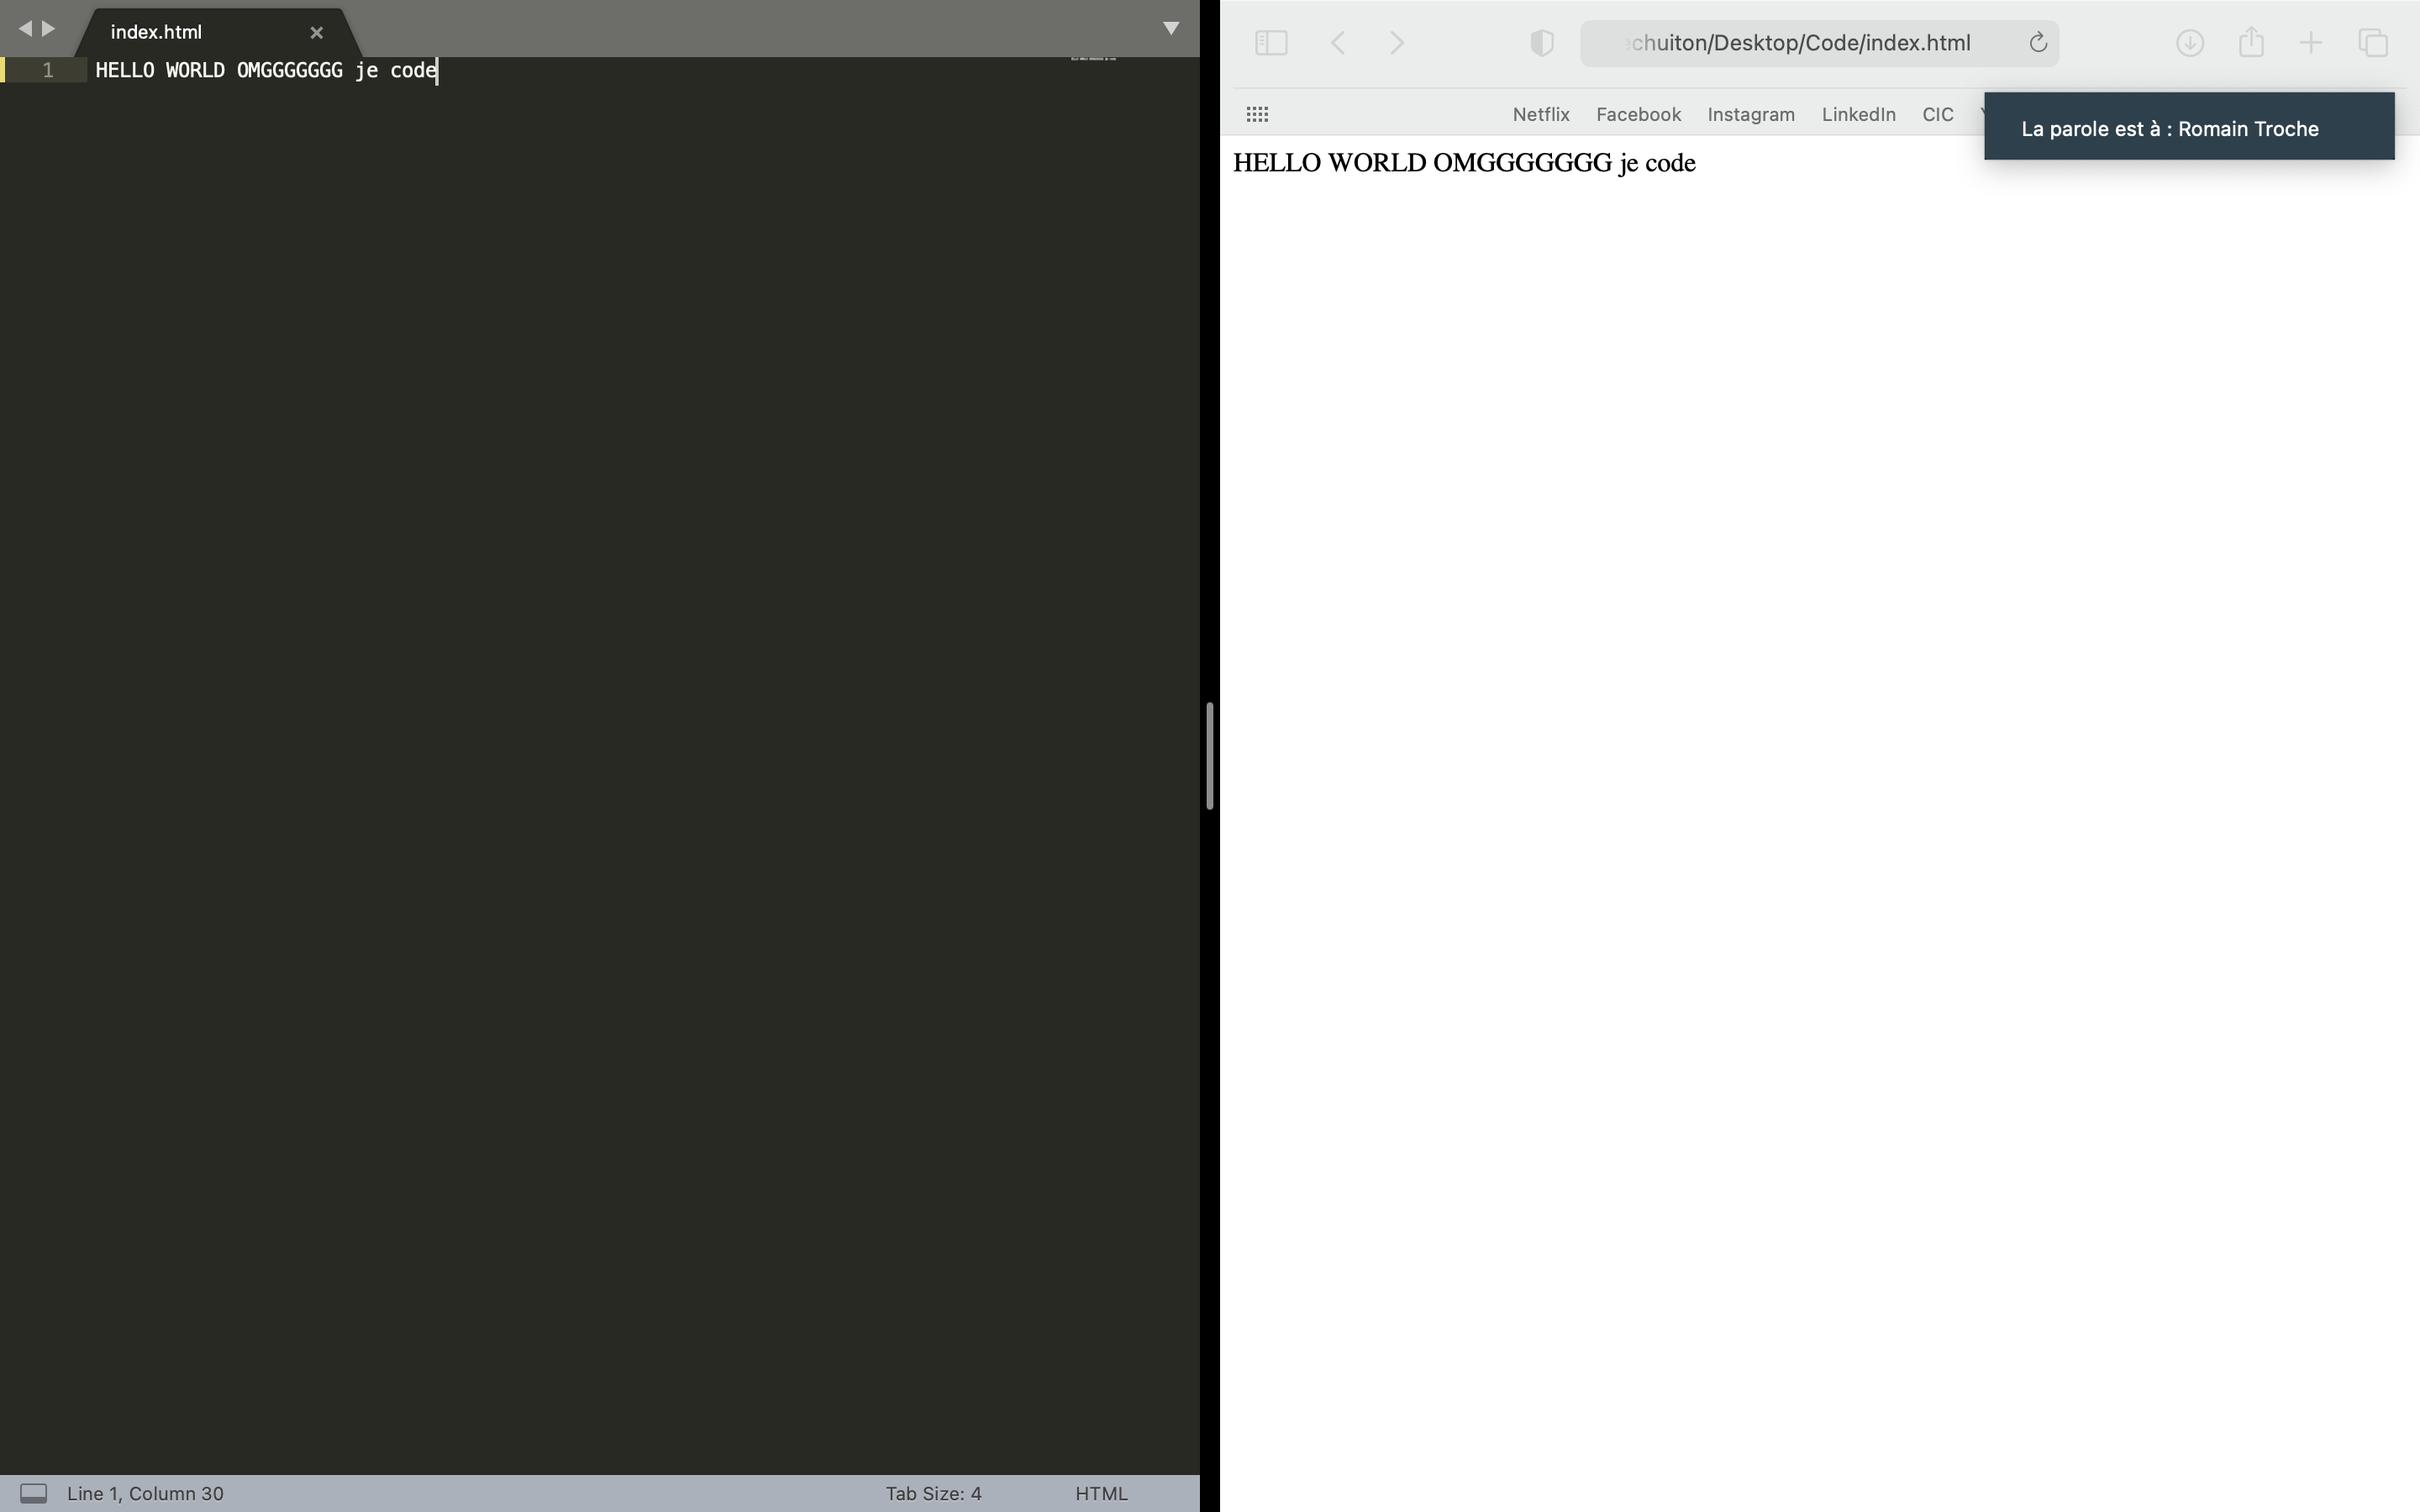 index.html
1 HELLO WORLD OMGGGGGGG je code
Line 1, Column 30
Tab Size: 4
HTML
chuiton/Desktop/Code/index.html
Netflix Facebook Instagram LinkedIn CIC
La parole est à : Romain Troche
HELLO WORLD OMGGGGGGG je code